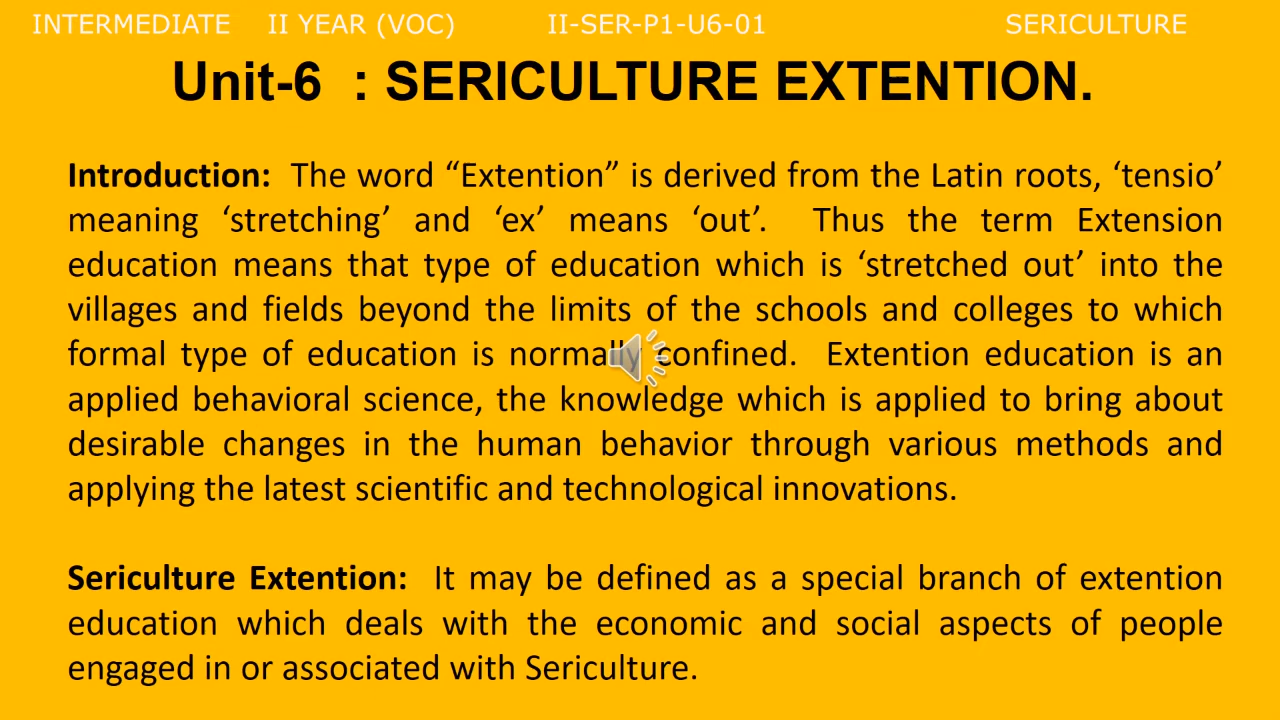 INTERMEDIATE II YEAR (VOC) II-SER-P1-U6-01 SERICULTURE
Unit-6 : SERICULTURE EXTENTION.
Introduction: The word “Extention” is derived from the Latin roots, ‘tensio’
meaning ‘stretching’ and ‘ex’ means ‘out’. Thus the term Extension
education means that type of education which is ‘stretched out’ into the
villages and fields beyond the limits of the schools and colleges to which
formal type of education is normally confined. Extention education is an
applied behavioral science, the knowledge which is applied to bring about
desirable changes in the human behavior through various methods and
applying the latest scientific and technological innovations.
Sericulture Extention: It may be defined as a special branch of extention
education which deals with the economic and social aspects of people
engaged in or associated with Sericulture.